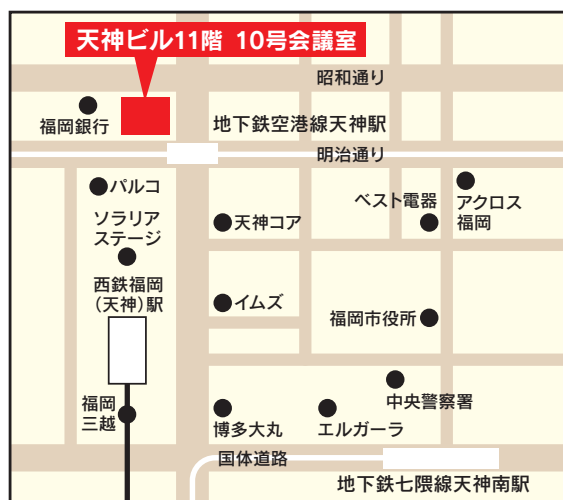 天神ビル11階 10号会議室
昭和通り
福岡銀行
地下鉄空港線天神駅
明治通り
パルコ
ベスト電器
アクロス
福岡
ソラリア
ステージ
天神コア
西鉄福岡
（天神）駅
イムズ
福岡市役所
福岡
三越
中央警察署
博多大丸
エルガーラ
国体道路
地下鉄七隈線天神南駅